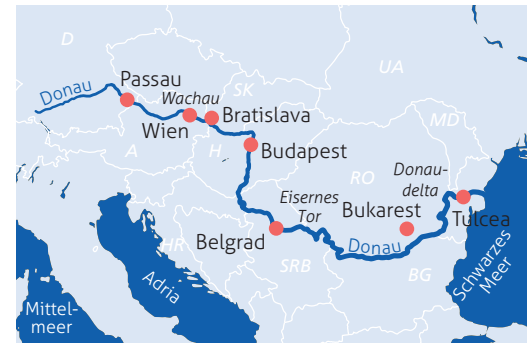 D
UA
Donau
Passau
Wachau
SK
Bratislava
Wien
MD
A
H
Budapest
Donau-
delta
RO
Eisernes
Tor
Bukarest
Tulcea
Belgrad
HR
Donau
SRB
BG
Adria
Schwarzes
Meer
Mittel-
meer